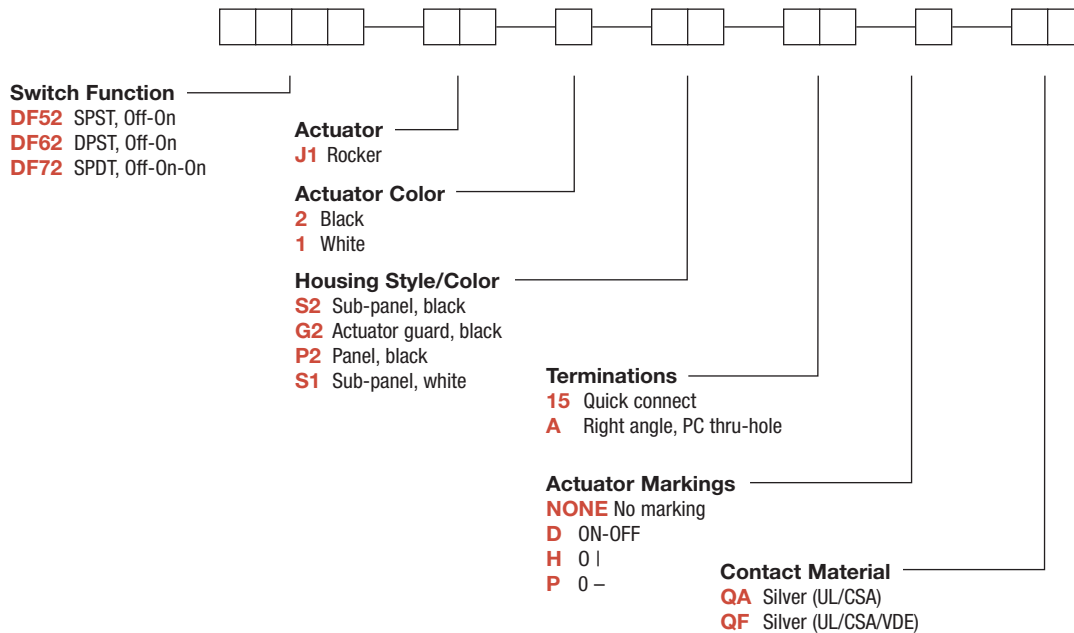 Switch Function
DF52 SPST, Off-On
DF62 DPST, Off-On
DF72 SPDT, Off-On-On
Actuator
J1 Rocker
Actuator Color
2 Black
1 White
Housing Style/Color
S2 Sub-panel, black
G2 Actuator guard, black
P2 Panel, black
S1 Sub-panel, white
Terminations
15 Quick connect
A Right angle, PC thru-hole
Actuator Markings
NONE No marking
D ON-OFF
H O |
P O –
Contact Material
QA Silver (UL/CSA)
QF Silver (UL/CSA/VDE)